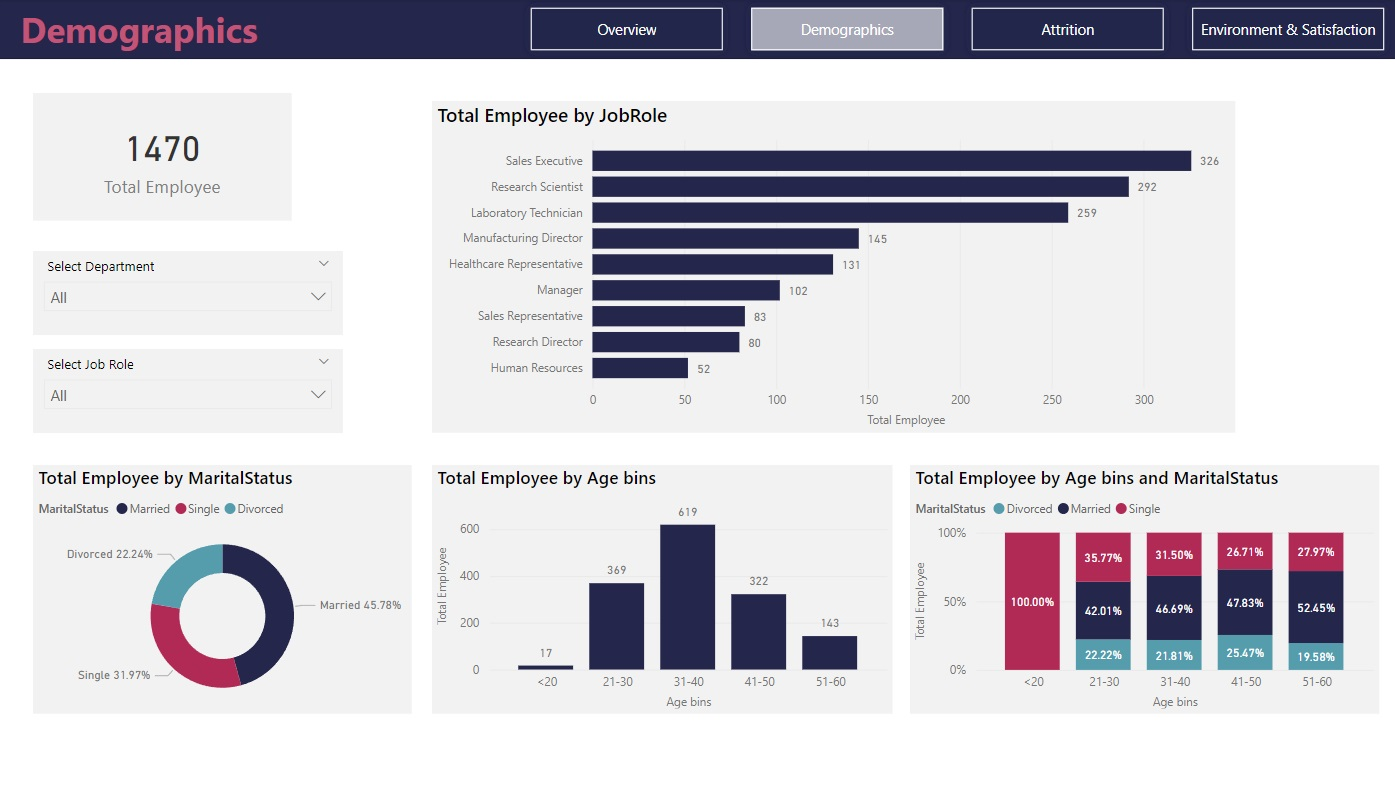 Demographics
Overview
Demographics
Attrition
Environment & Satisfaction
1470
Total Employee
Select Department
All
Select Job Role
All
Total Employee by JobRole
Sales Executive 326
Research Scientist 292
Laboratory Technician 259
Manufacturing Director 145
Healthcare Representative 131
Manager 102
Sales Representative 83
Research Director 80
Human Resources 52
0 50 100 150 200 250 300
Total Employee
Total Employee by MaritalStatus
MaritalStatus Married Single Divorced
Divorced 22.24%
Married 45.78%
Single 31.97%
Total Employee by Age bins
Total Employee
600
400
200
0
17 369 619 322 143
<20 21-30 31-40 41-50 51-60
Age bins
Total Employee by Age bins and MaritalStatus
MaritalStatus Divorced Married Single
Total Employee
100%
50%
0%
35.77% 31.50% 26.71% 27.97%
100.00% 42.01% 46.69% 47.83% 52.45%
22.22% 21.81% 25.47% 19.58%
<20 21-30 31-40 41-50 51-60
Age bins